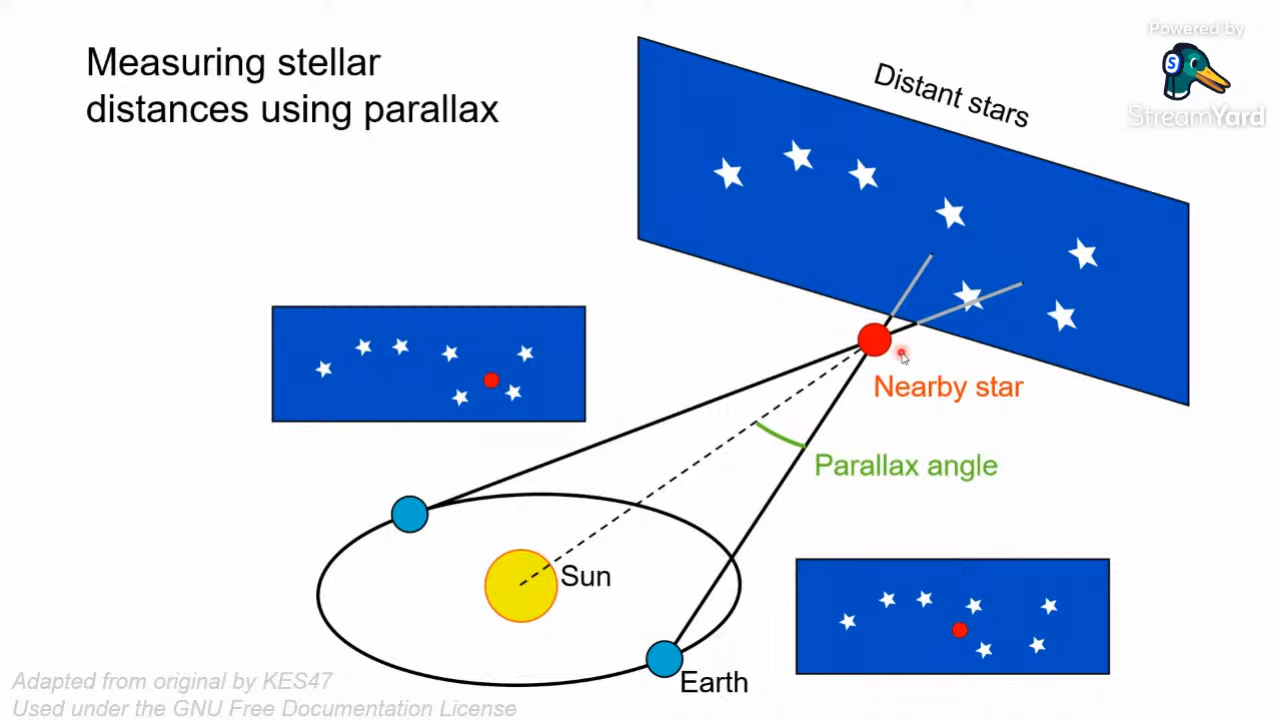 Measuring stellar
distances using parallax
Powered by
S
StreamYard
Distant stars
Nearby star
Parallax angle
Sun
Earth
Adapted from original by KES47
Used under the GNU Free Documentation License